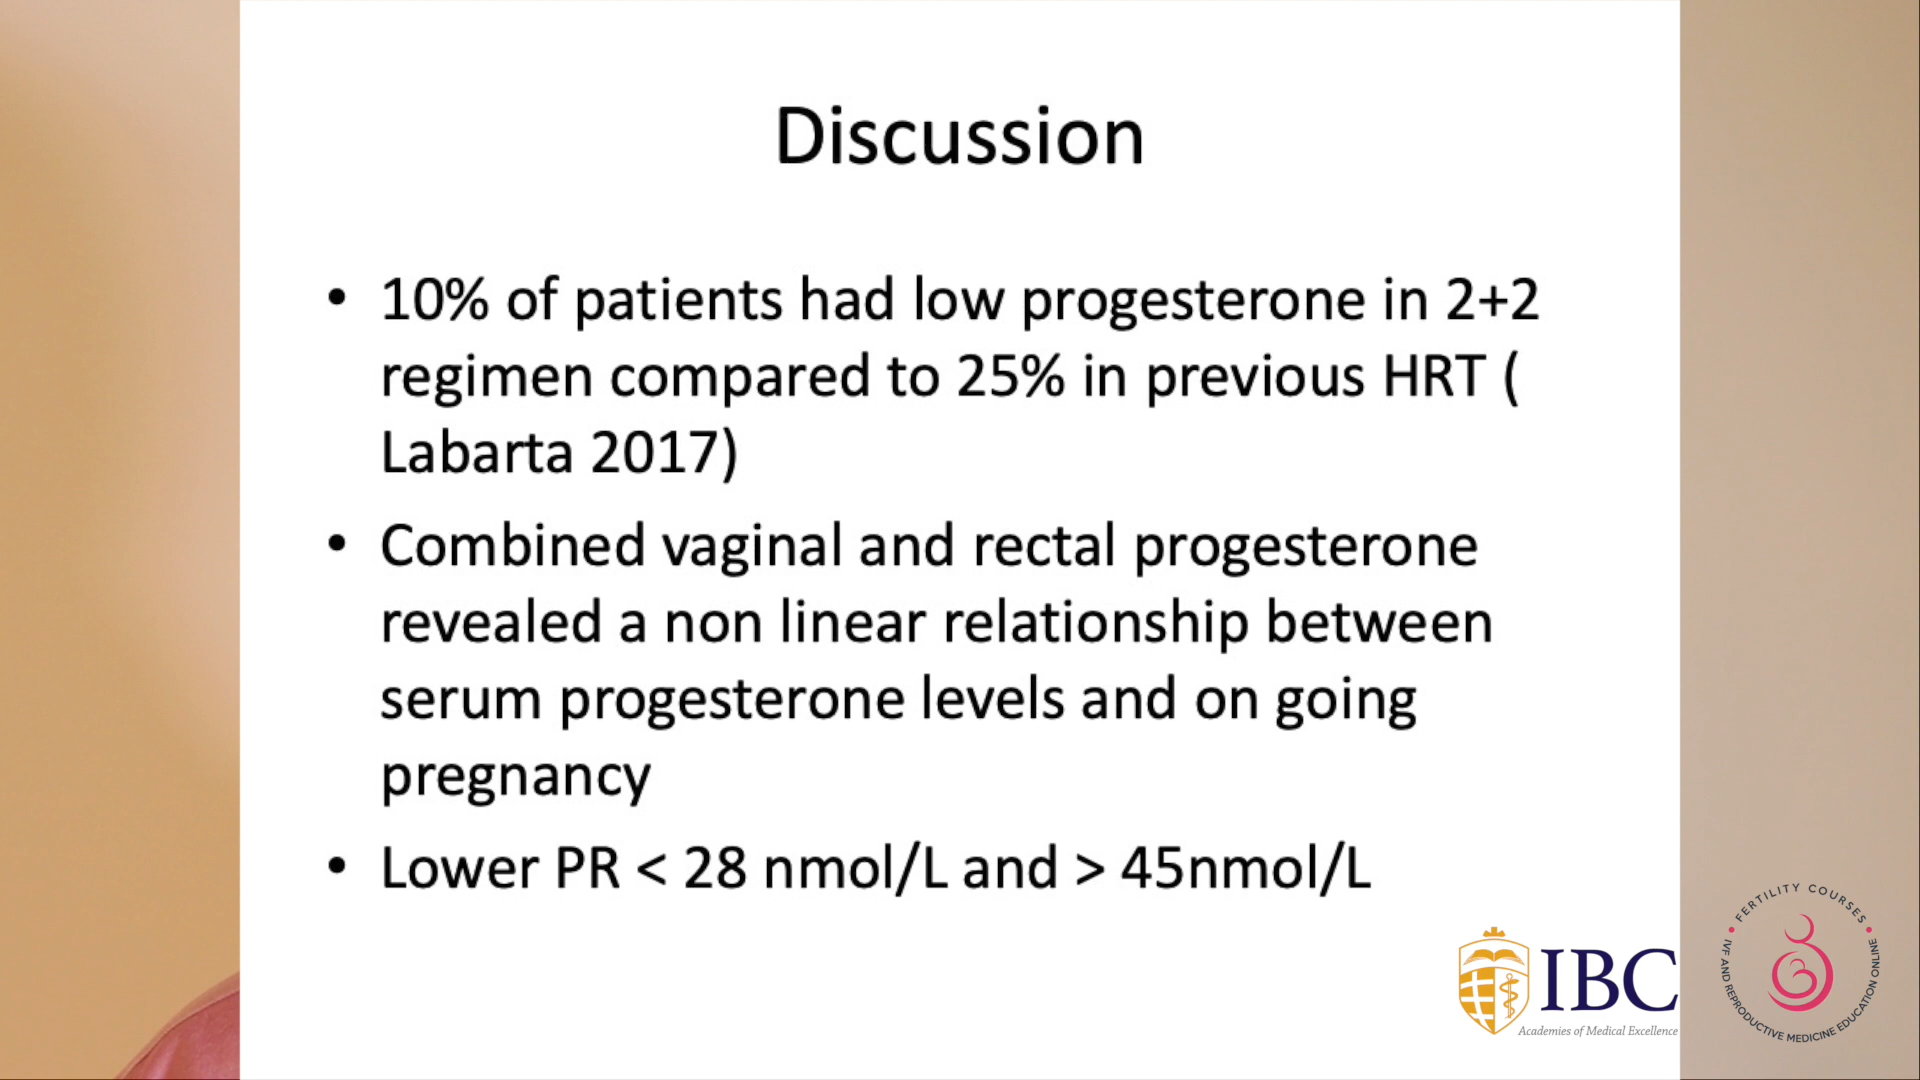 Discussion
• 10% of patients had low progesterone in 2+2
regimen compared to 25% in previous HRT (
Labarta 2017)
• Combined vaginal and rectal progesterone
revealed a non linear relationship between
serum progesterone levels and on going
pregnancy
• Lower PR < 28 nmol/L and > 45nmol/L
IBC
Academies of Medical Excellence
• FERTILITY COURSES •
IVF AND REPRODUCTIVE MEDICINE EDUCATION ONLINE